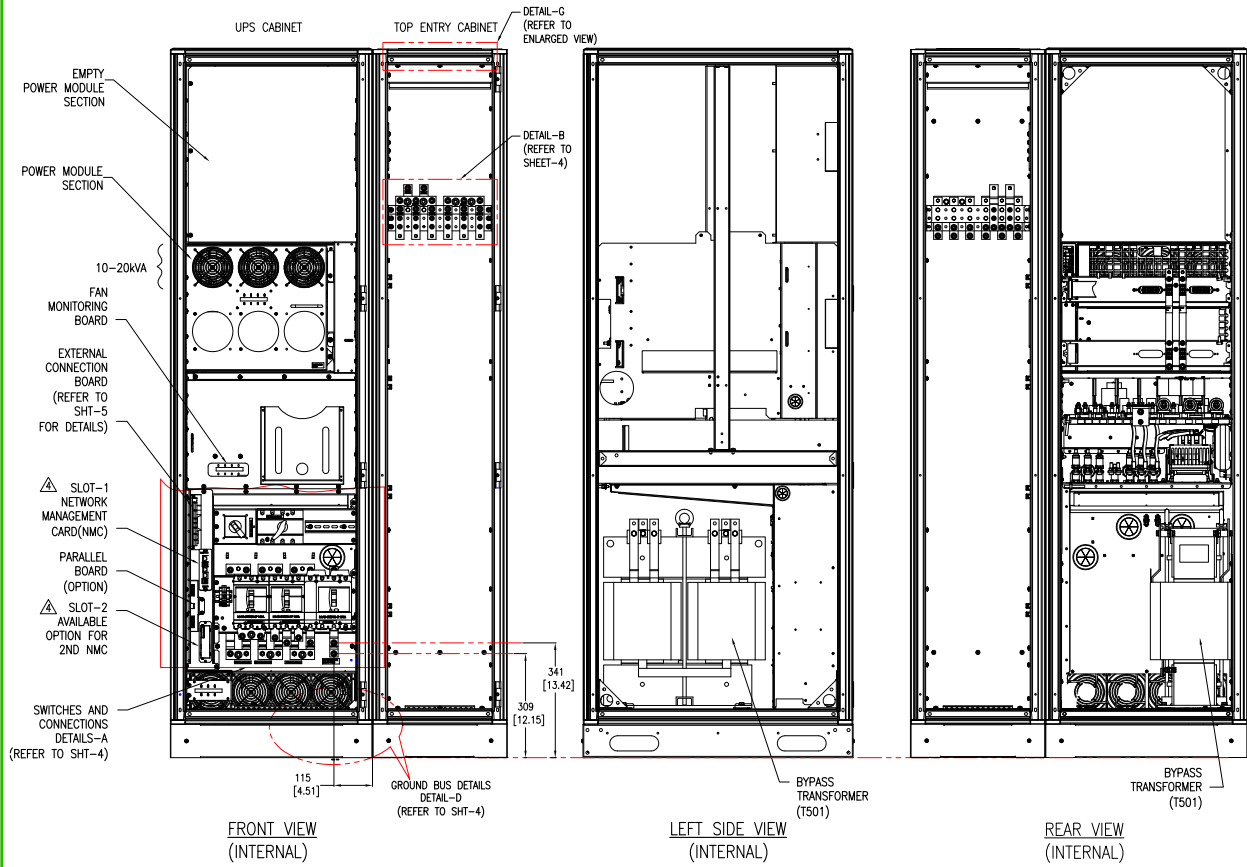 UPS CABINET
TOP ENTRY CABINET
DETAIL-G
(REFER TO
ENLARGED VIEW)
EMPTY
POWER MODULE
SECTION
DETAIL-B
(REFER TO
SHEET-4)
POWER MODULE
SECTION
10-20kVA
FAN
MONITORING
BOARD
EXTERNAL
CONNECTION
BOARD
(REFER TO
SHT-5
FOR DETAILS)
4 SLOT-1
NETWORK
MANAGEMENT
CARD(NMC)
PARALLEL
BOARD
(OPTION)
4 SLOT-2
AVAILABLE
OPTION FOR
2ND NMC
SWITCHES AND
CONNECTIONS
DETAILS-A
(REFER TO SHT-4)
341
[13.42]
309
[12.15]
115
[4.51]
GROUND BUS DETAILS
DETAIL-D
(REFER TO SHT-4)
BYPASS
TRANSFORMER
(T501)
BYPASS
TRANSFORMER
(T501)
FRONT VIEW
(INTERNAL)
LEFT SIDE VIEW
(INTERNAL)
REAR VIEW
(INTERNAL)